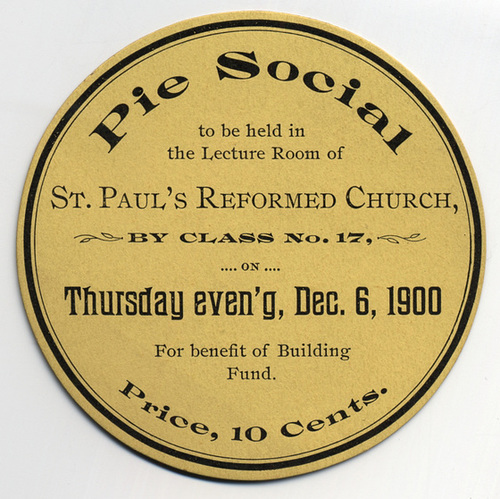 Pie Social
to be held in
the Lecture Room of
St. Paul's Reformed Church,
BY CLASS No. 17,
.... ON ....
Thursday even'g, Dec. 6, 1900
For benefit of Building
Fund.
Price, 10 Cents.